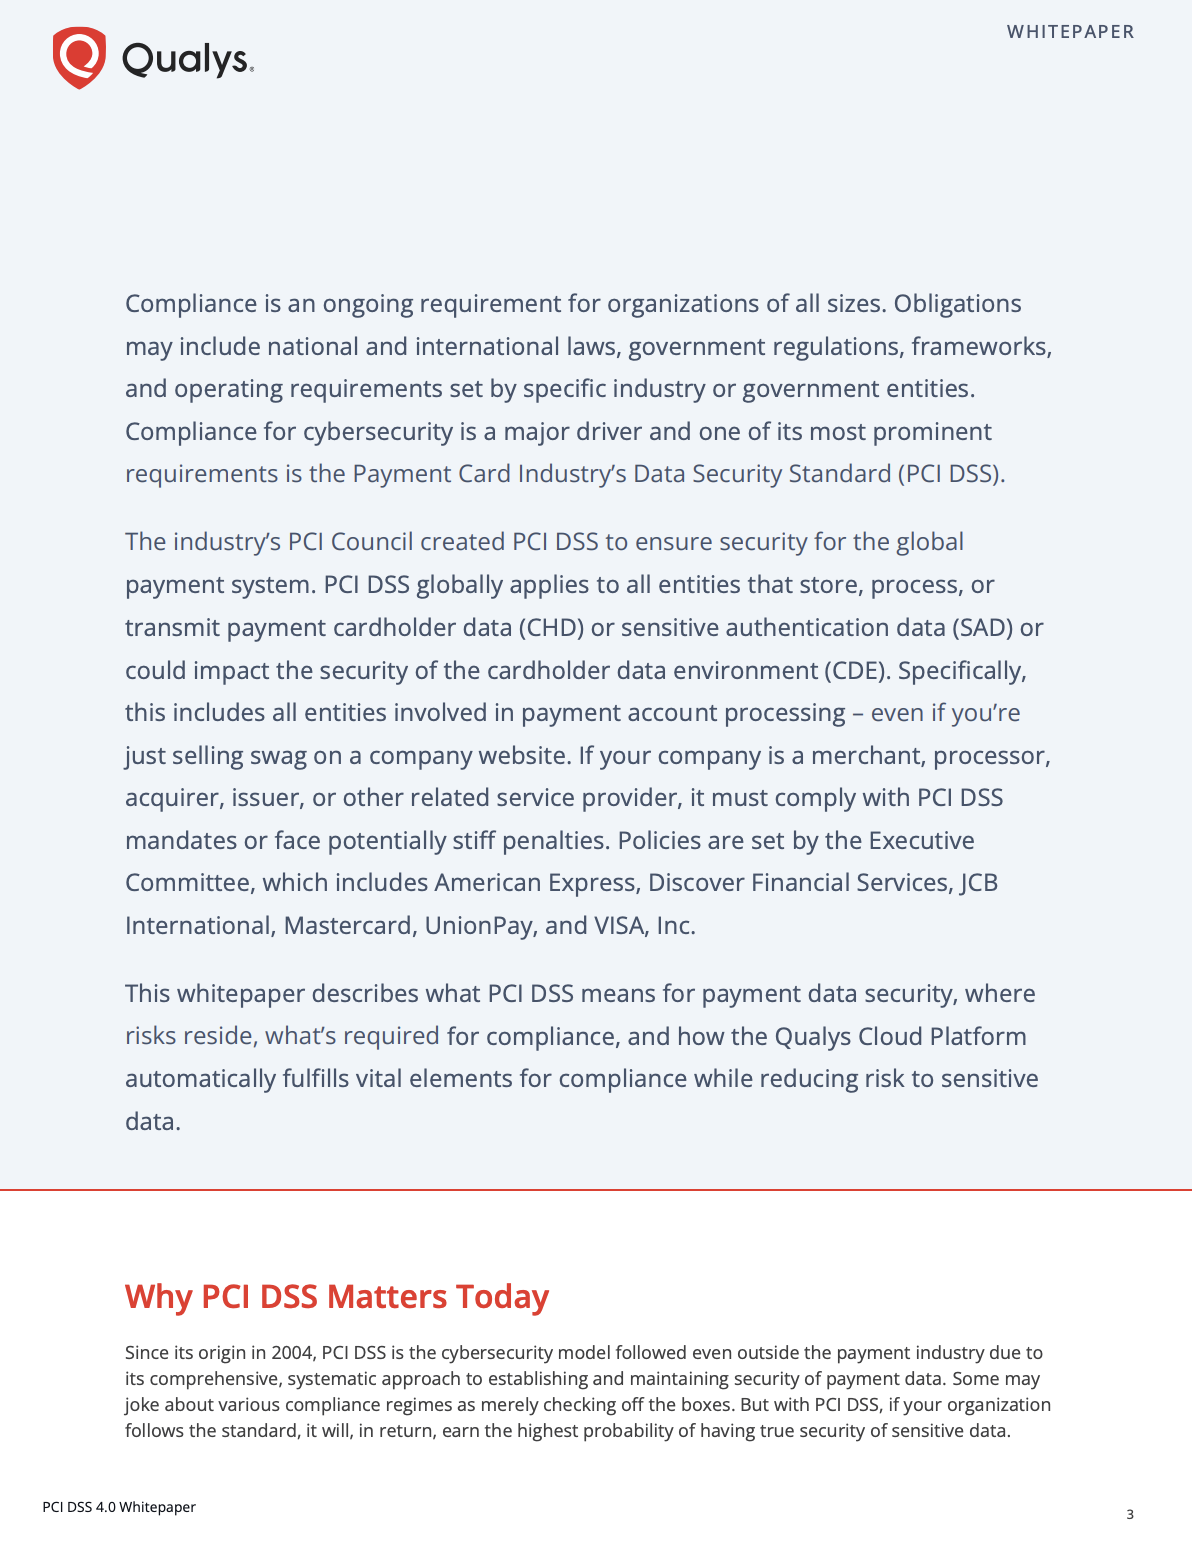 Qualys.
WHITEPAPER
Compliance is an ongoing requirement for organizations of all sizes. Obligations
may include national and international laws, government regulations, frameworks,
and operating requirements set by specific industry or government entities.
Compliance for cybersecurity is a major driver and one of its most prominent
requirements is the Payment Card Industry’s Data Security Standard (PCI DSS).
The industry’s PCI Council created PCI DSS to ensure security for the global
payment system. PCI DSS globally applies to all entities that store, process, or
transmit payment cardholder data (CHD) or sensitive authentication data (SAD) or
could impact the security of the cardholder data environment (CDE). Specifically,
this includes all entities involved in payment account processing – even if you’re
just selling swag on a company website. If your company is a merchant, processor,
acquirer, issuer, or other related service provider, it must comply with PCI DSS
mandates or face potentially stiff penalties. Policies are set by the Executive
Committee, which includes American Express, Discover Financial Services, JCB
International, Mastercard, UnionPay, and VISA, Inc.
This whitepaper describes what PCI DSS means for payment data security, where
risks reside, what’s required for compliance, and how the Qualys Cloud Platform
automatically fulfills vital elements for compliance while reducing risk to sensitive
data.
Why PCI DSS Matters Today
Since its origin in 2004, PCI DSS is the cybersecurity model followed even outside the payment industry due to
its comprehensive, systematic approach to establishing and maintaining security of payment data. Some may
joke about various compliance regimes as merely checking off the boxes. But with PCI DSS, if your organization
follows the standard, it will, in return, earn the highest probability of having true security of sensitive data.
PCI DSS 4.0 Whitepaper
3